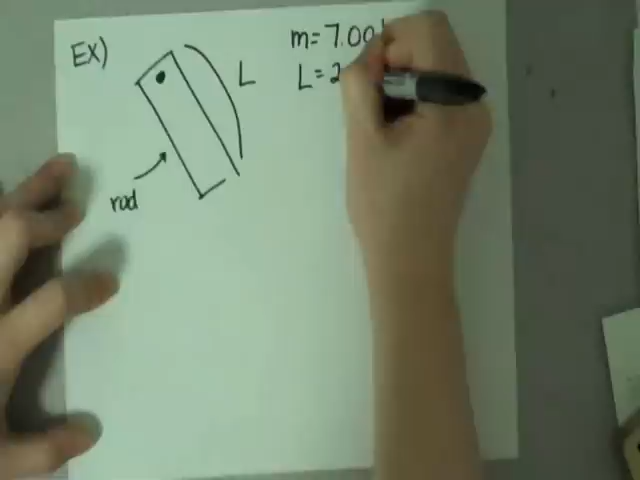 EX)
m=7.00
L=2
L
rod